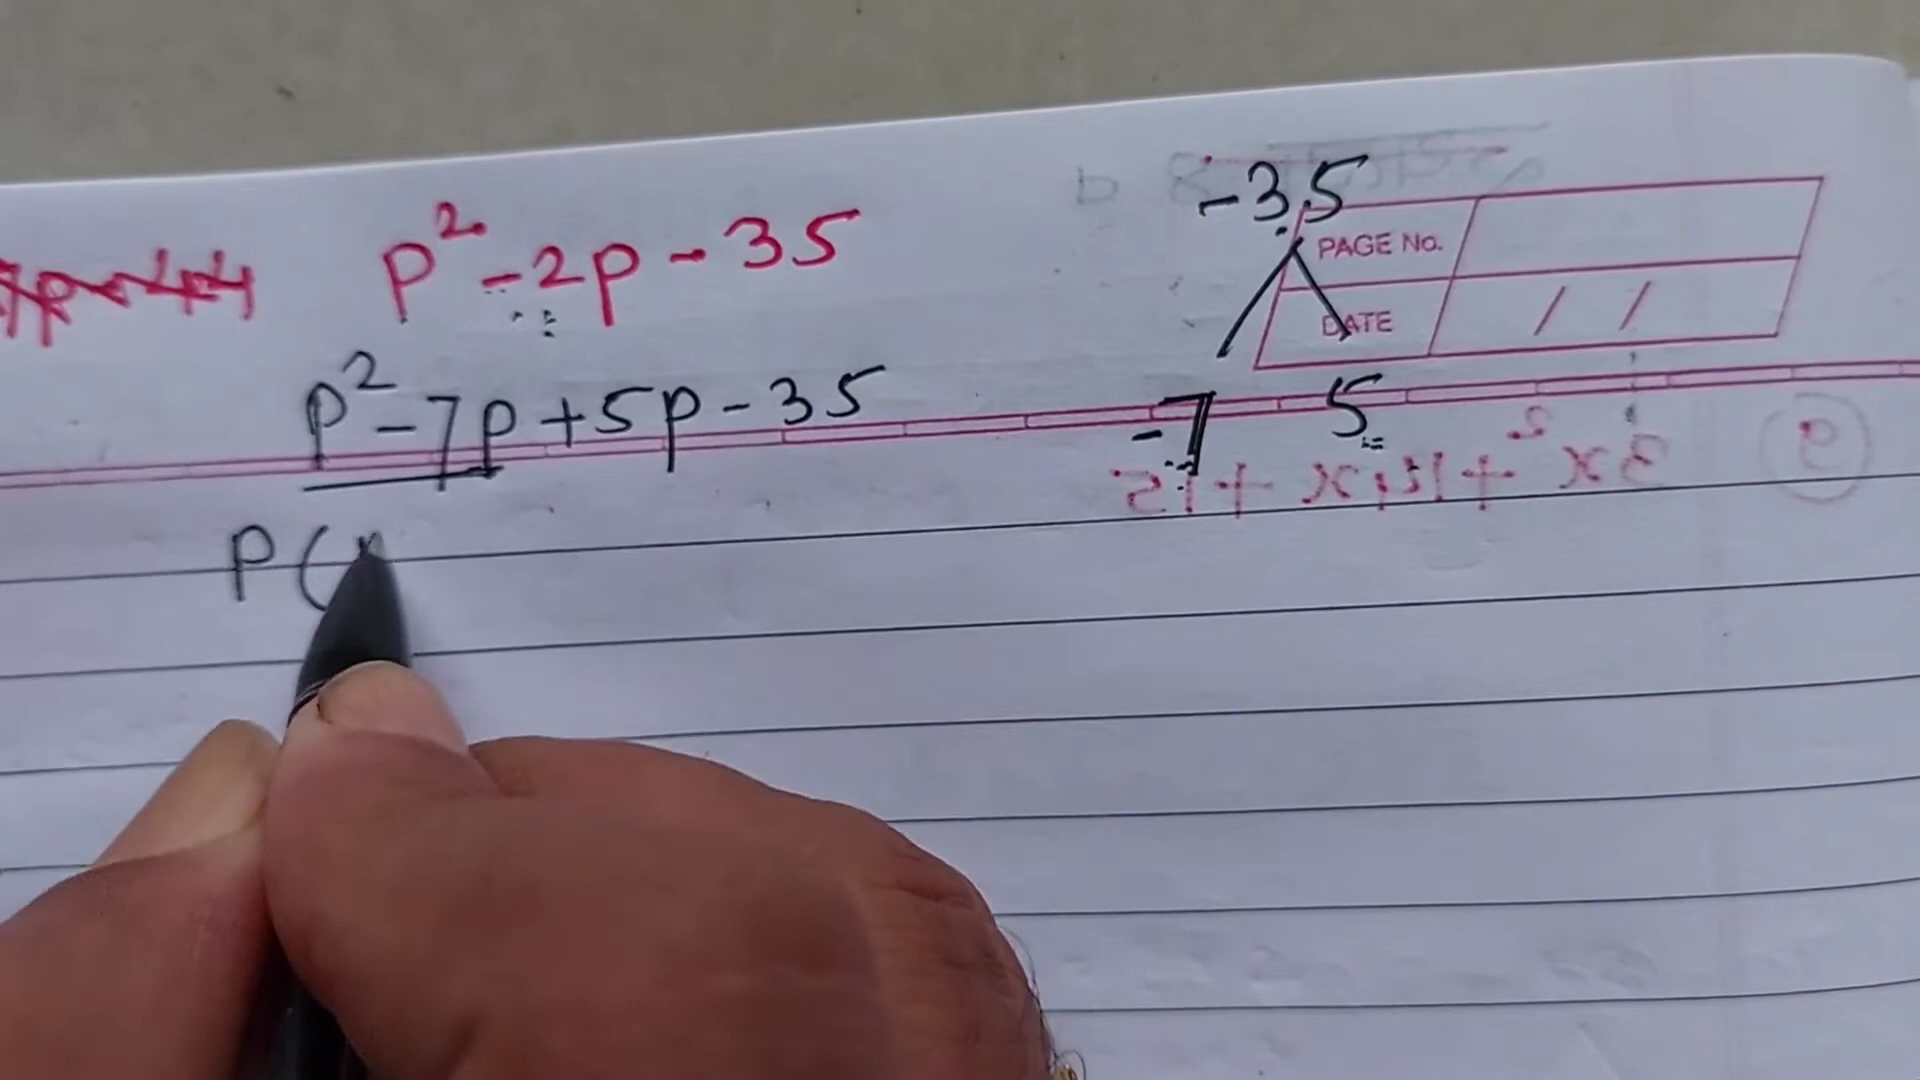 p² - 2p - 35
-35
PAGE No.
DATE / /
p² - 7p + 5p - 35
-7 5
P (